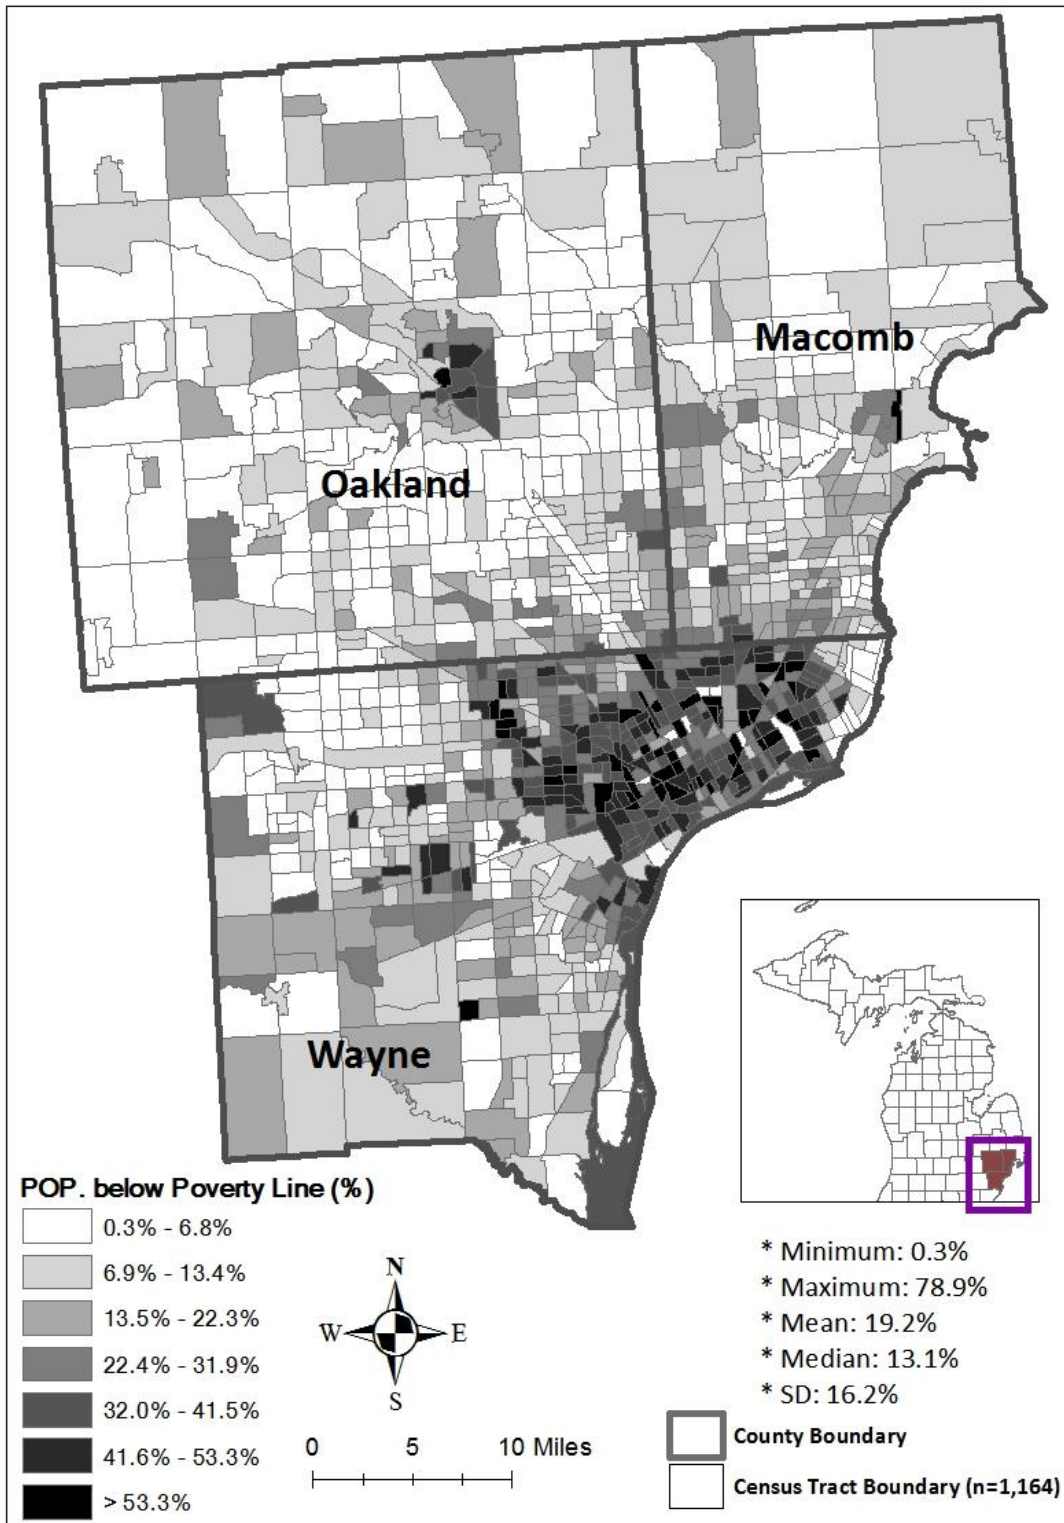 Macomb
Oakland
Wayne
POP. below Poverty Line (%)
0.3% - 6.8%
6.9% - 13.4%
13.5% - 22.3%
22.4% - 31.9%
32.0% - 41.5%
41.6% - 53.3%
> 53.3%
N
W E
S
0 5 10 Miles
* Minimum: 0.3%
* Maximum: 78.9%
* Mean: 19.2%
* Median: 13.1%
* SD: 16.2%
County Boundary
Census Tract Boundary (n=1,164)